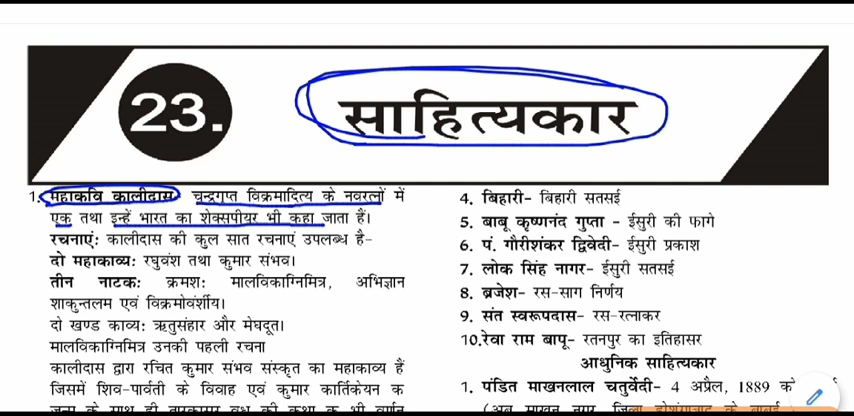 23.
साहित्यकार
1. महाकवि कालीदास- चन्द्रगुप्त विक्रमादित्य के नवरत्नों में
एक तथा इन्हें भारत का शेक्सपीयर भी कहा जाता हैं।
रचनाएं: कालीदास की कुल सात रचनाएं उपलब्ध है-
दो महाकाव्य: रघुवंश तथा कुमार संभव।
तीन नाटक: क्रमश: मालविकाग्निमित्र, अभिज्ञान
शाकुन्तलम एवं विक्रमोवर्शीय।
दो खण्ड काव्य: ऋतुसंहार और मेघदूत।
मालविकाग्निमित्र उनकी पहली रचना
कालीदास द्वारा रचित कुमार संभव संस्कृत का महाकाव्य हैं
जिसमें शिव-पार्वती के विवाह एवं कुमार कार्तिकेयन क
4. बिहारी- बिहारी सतसई
5. बाबू कृष्णनंद गुप्ता - ईसुरी की फागे
6. पं. गौरीशंकर द्विवेदी- ईसुरी प्रकाश
7. लोक सिंह नागर- ईसुरी सतसई
8. ब्रजेश- रस-साग निर्णय
9. संत स्वरूपदास- रस-रत्नाकर
10.रेवा राम बापू- रतनपुर का इतिहासर
आधुनिक साहित्यकार
1. पंडित माखनलाल चतुर्वेदी- 4 अप्रैल, 1889 को